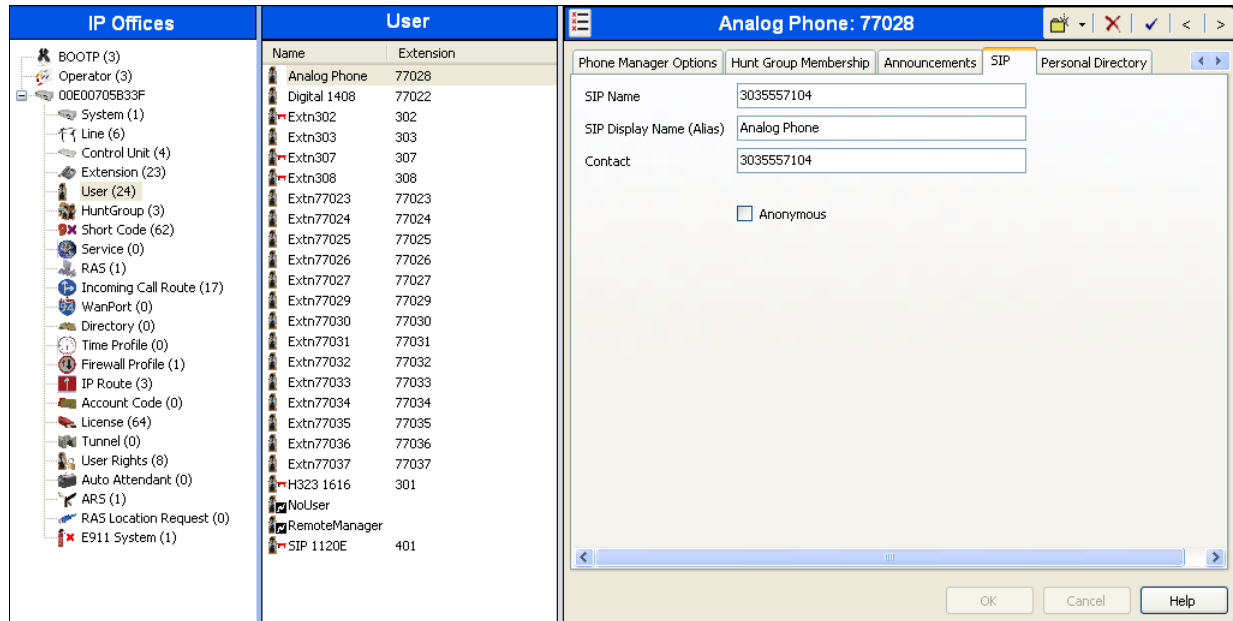 IP Offices
BOOTP (3)
Operator (3)
00E00705B33F
System (1)
Line (6)
Control Unit (4)
Extension (23)
User (24)
HuntGroup (3)
Short Code (62)
Service (0)
RAS (1)
Incoming Call Route (17)
WanPort (0)
Directory (0)
Time Profile (0)
Firewall Profile (1)
IP Route (3)
Account Code (0)
License (64)
Tunnel (0)
User Rights (8)
Auto Attendant (0)
ARS (1)
RAS Location Request (0)
E911 System (1)
User
Name Extension
Analog Phone 77028
Digital 1408 77022
Extn302 302
Extn303 303
Extn307 307
Extn308 308
Extn77023 77023
Extn77024 77024
Extn77025 77025
Extn77026 77026
Extn77027 77027
Extn77029 77029
Extn77030 77030
Extn77031 77031
Extn77032 77032
Extn77033 77033
Extn77034 77034
Extn77035 77035
Extn77036 77036
Extn77037 77037
H323 1616 301
NoUser
RemoteManager
SIP 1120E 401
Analog Phone: 77028
Phone Manager Options Hunt Group Membership Announcements SIP Personal Directory
SIP Name 3035557104
SIP Display Name (Alias) Analog Phone
Contact 3035557104
Anonymous
OK Cancel Help